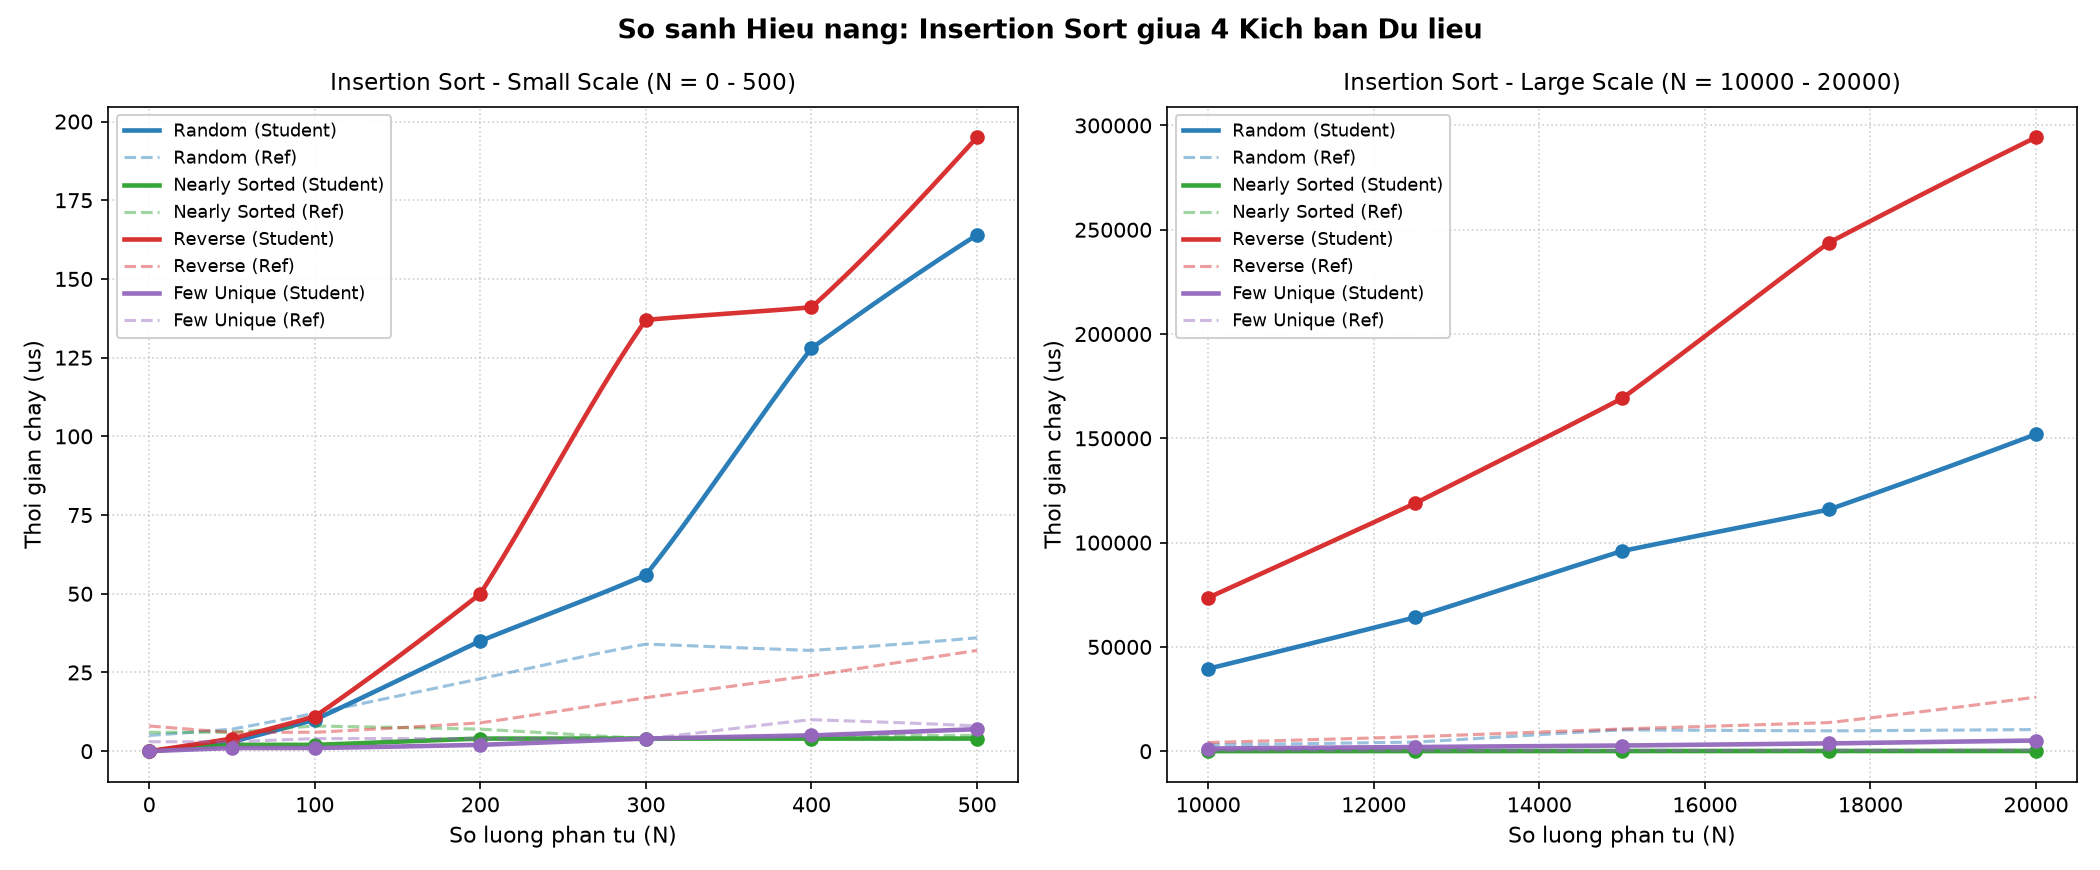 So sanh Hieu nang: Insertion Sort giua 4 Kich ban Du lieu
Insertion Sort - Small Scale (N = 0 - 500)
200
175
150
125
100
75
50
25
0
Thoi gian chay (us)
Random (Student)
Random (Ref)
Nearly Sorted (Student)
Nearly Sorted (Ref)
Reverse (Student)
Reverse (Ref)
Few Unique (Student)
Few Unique (Ref)
0 100 200 300 400 500
So luong phan tu (N)
Insertion Sort - Large Scale (N = 10000 - 20000)
300000
250000
200000
150000
100000
50000
0
Thoi gian chay (us)
Random (Student)
Random (Ref)
Nearly Sorted (Student)
Nearly Sorted (Ref)
Reverse (Student)
Reverse (Ref)
Few Unique (Student)
Few Unique (Ref)
10000 12000 14000 16000 18000 20000
So luong phan tu (N)